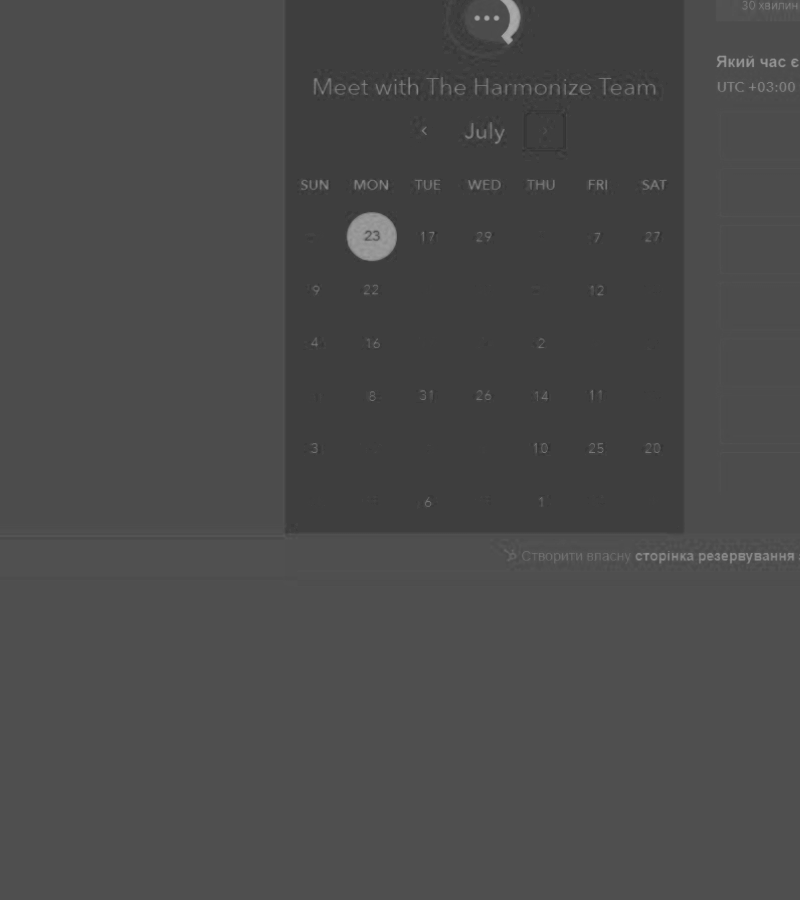 30 хвилин
Який час є
UTC +03:00
Meet with The Harmonize Team
July
SUN MON TUE WED THU FRI SAT
23 17 29 7 27
9 22 12
4 16 2
8 31 26 14 11
3 10 25 20
6 1
Створити власну сторінка резервування